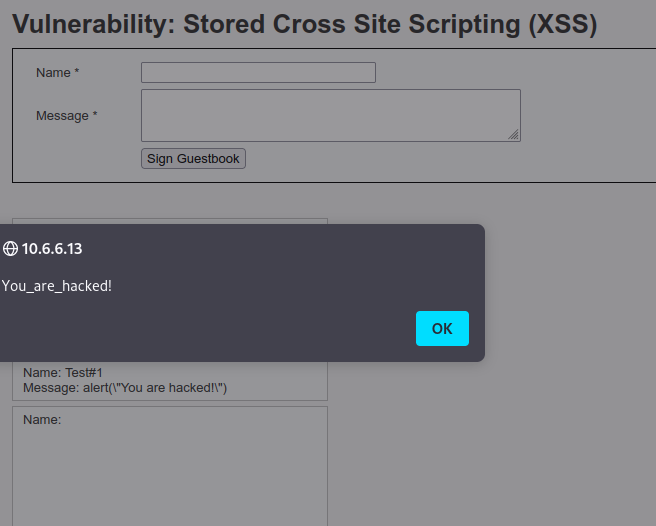 Vulnerability: Stored Cross Site Scripting (XSS)
Name *
Message *
Sign Guestbook
10.6.6.13
You_are_hacked!
OK
Name: Test#1
Message: alert(\"You are hacked!\")
Name: